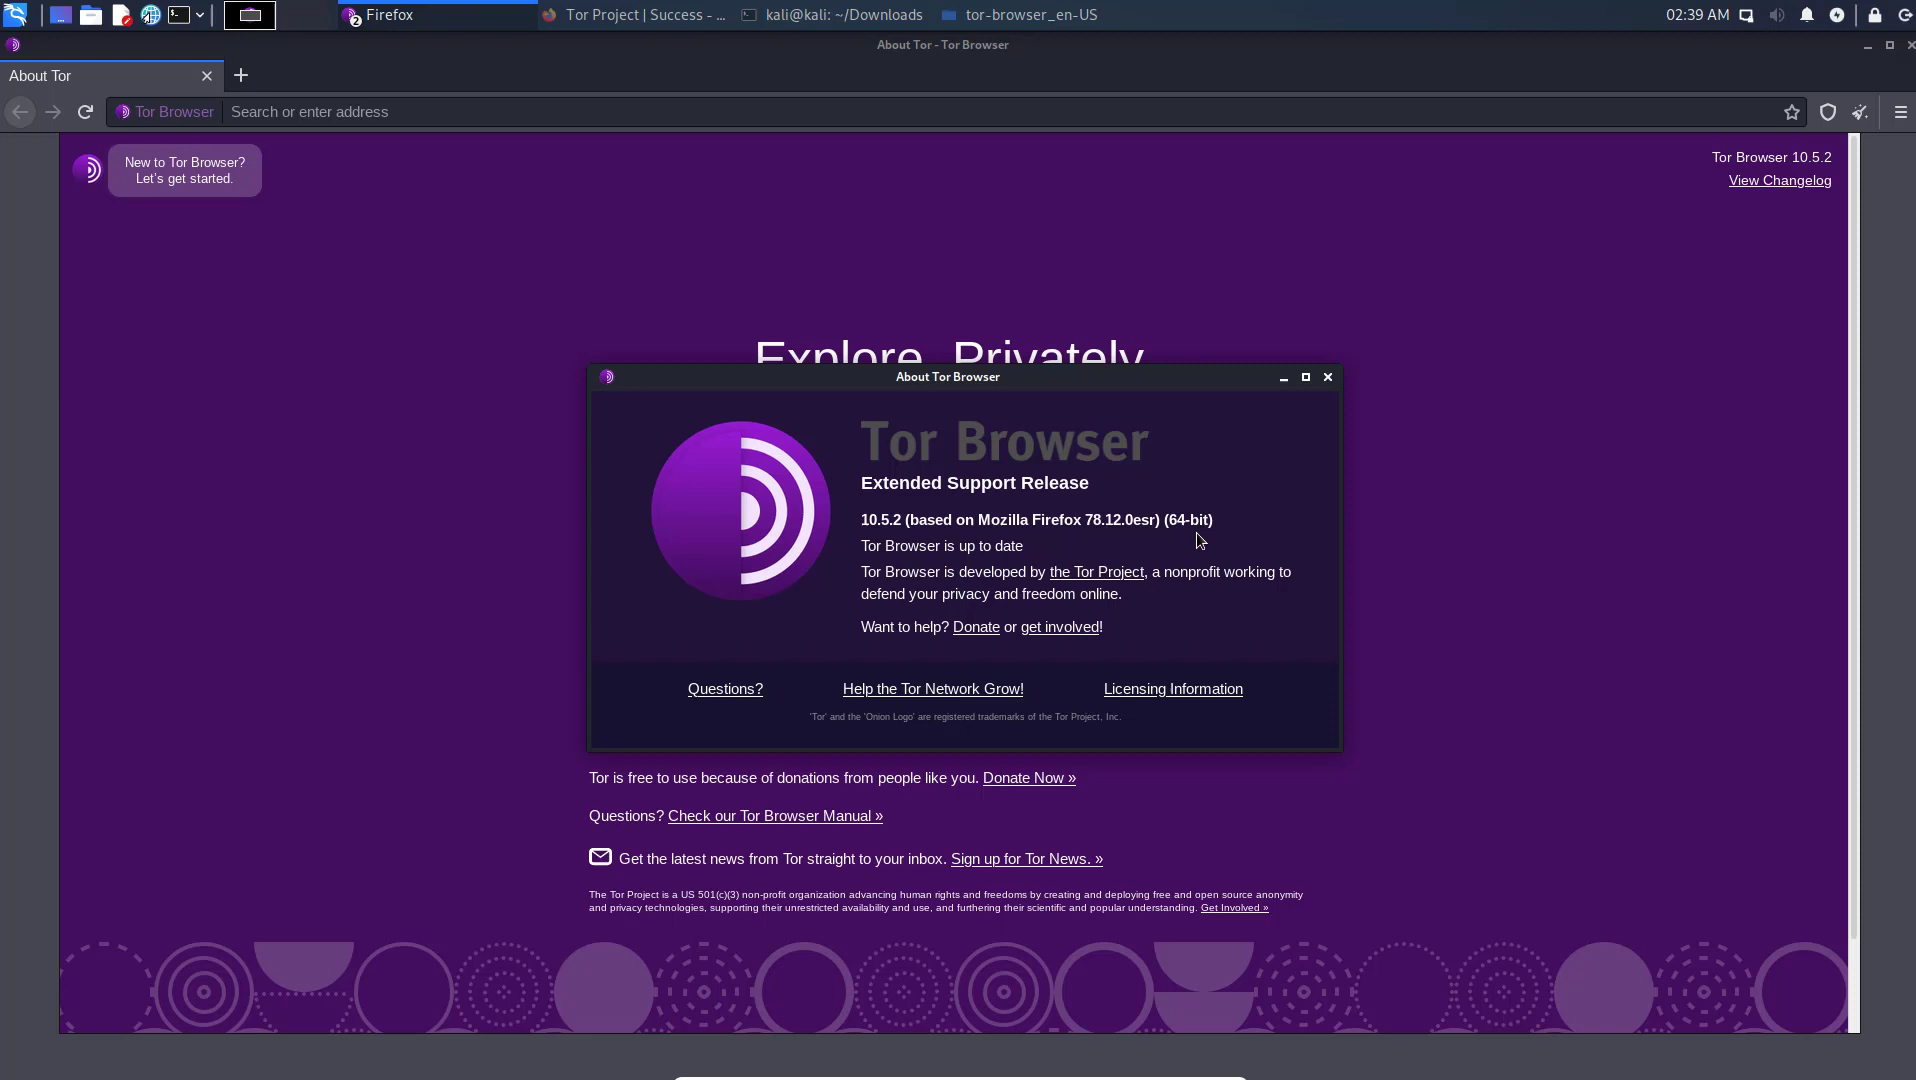 2
Firefox
Tor Project | Success - ...
kali@kali: ~/Downloads
tor-browser_en-US
02:39 AM
About Tor - Tor Browser
About Tor
Tor Browser
Search or enter address
New to Tor Browser?
Let's get started.
Tor Browser 10.5.2
View Changelog
Explore. Privately.
About Tor Browser
Tor Browser
Extended Support Release
10.5.2 (based on Mozilla Firefox 78.12.0esr) (64-bit)
Tor Browser is up to date
Tor Browser is developed by the Tor Project, a nonprofit working to
defend your privacy and freedom online.
Want to help? Donate or get involved!
Questions?
Help the Tor Network Grow!
Licensing Information
'Tor' and the 'Onion Logo' are registered trademarks of the Tor Project, Inc.
Tor is free to use because of donations from people like you. Donate Now »
Questions? Check our Tor Browser Manual »
Get the latest news from Tor straight to your inbox. Sign up for Tor News. »
The Tor Project is a US 501(c)(3) non-profit organization advancing human rights and freedoms by creating and deploying free and open source anonymity
and privacy technologies, supporting their unrestricted availability and use, and furthering their scientific and popular understanding. Get Involved »